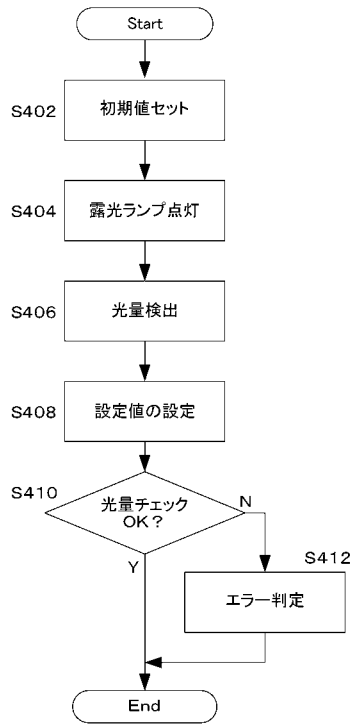 Start
S402
初期値セット
S404
露光ランプ点灯
S406
光量検出
S408
設定値の設定
S410
光量チェック
OK？
N
Y
S412
エラー判定
End